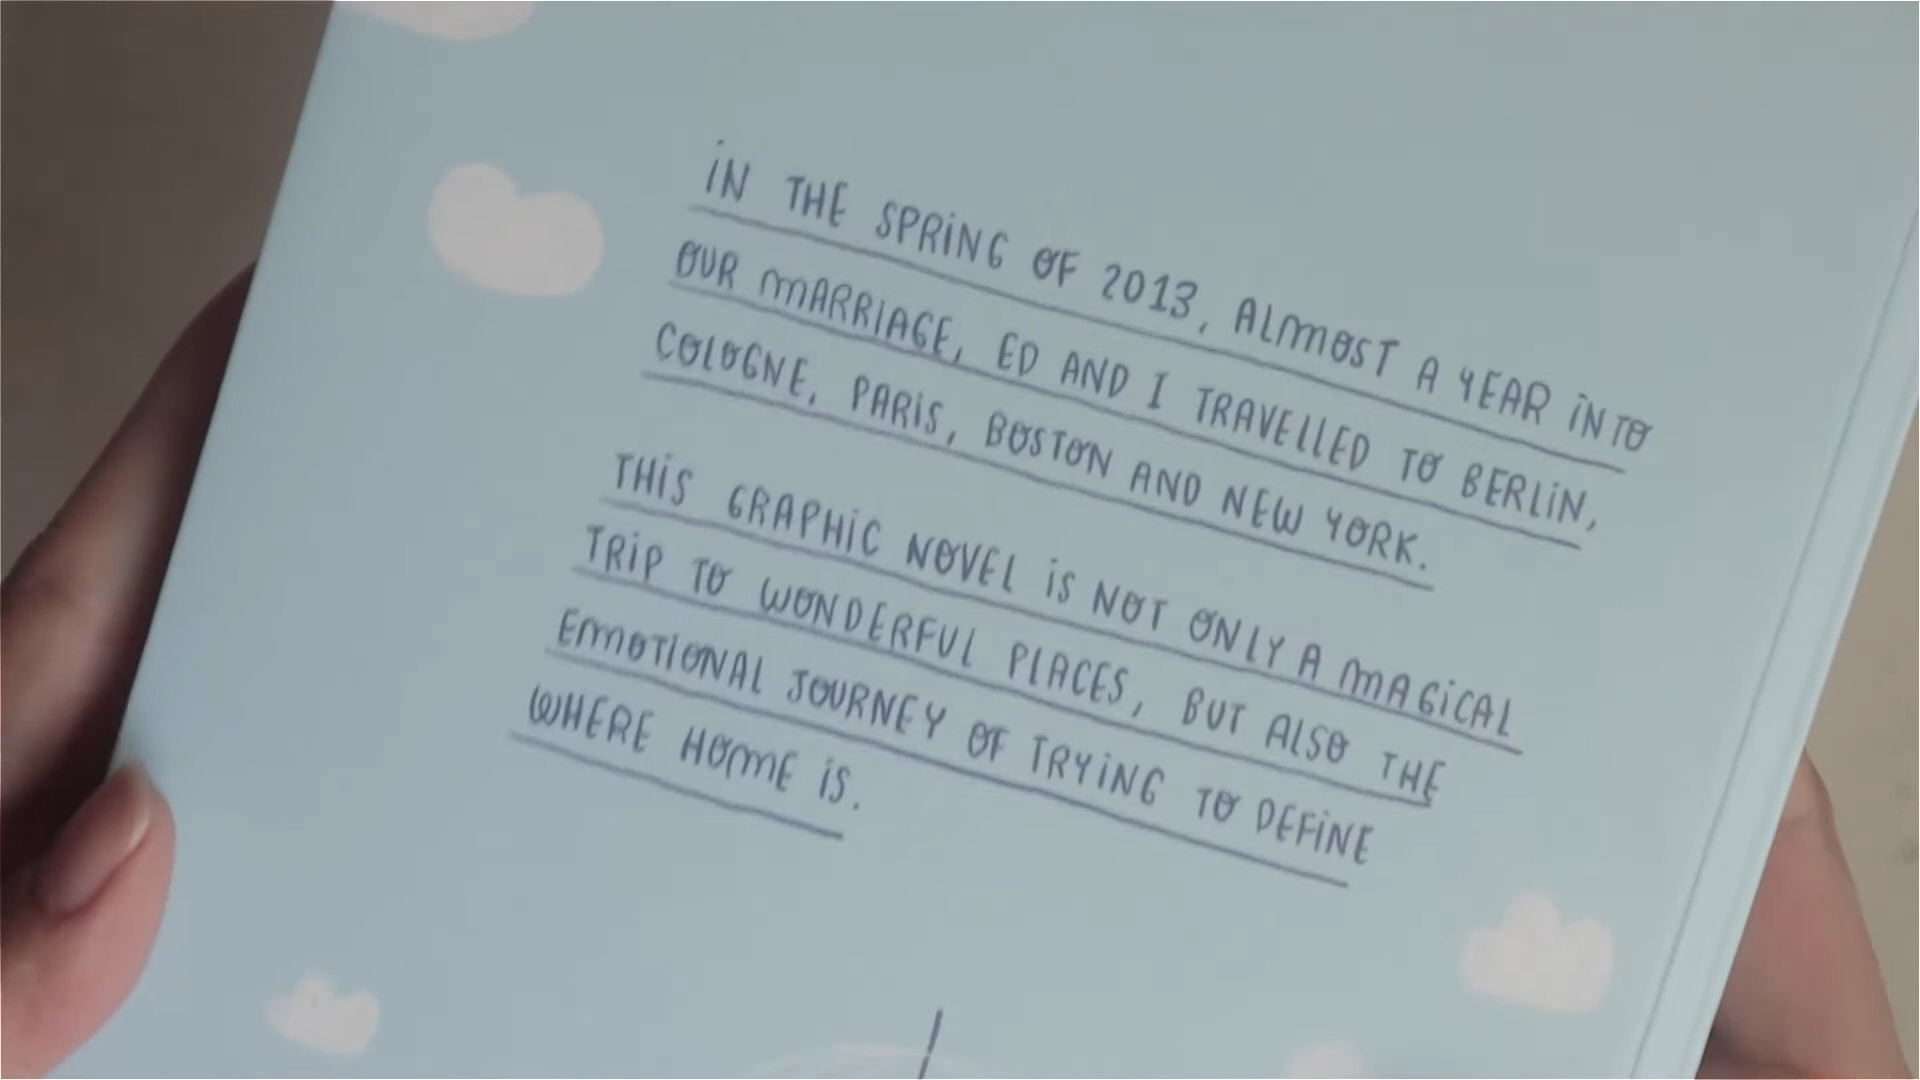 iN THE SPRiNG OF 2013, ALMOST A YEAR iNTO
OUR MARRIAGE, ED AND I TRAVELLED TO BERLiN,
COLOGNE, PARiS, BOSTON AND NEW YORK.
THiS GRAPHiC NOVEL iS NOT ONLY A MAGiCAL
TRiP TO WONDERFUL PLACES, BUT ALSO THE
EMOTIONAL JOURNEY OF TRYiNG TO DEFiNE
WHERE HOME iS.